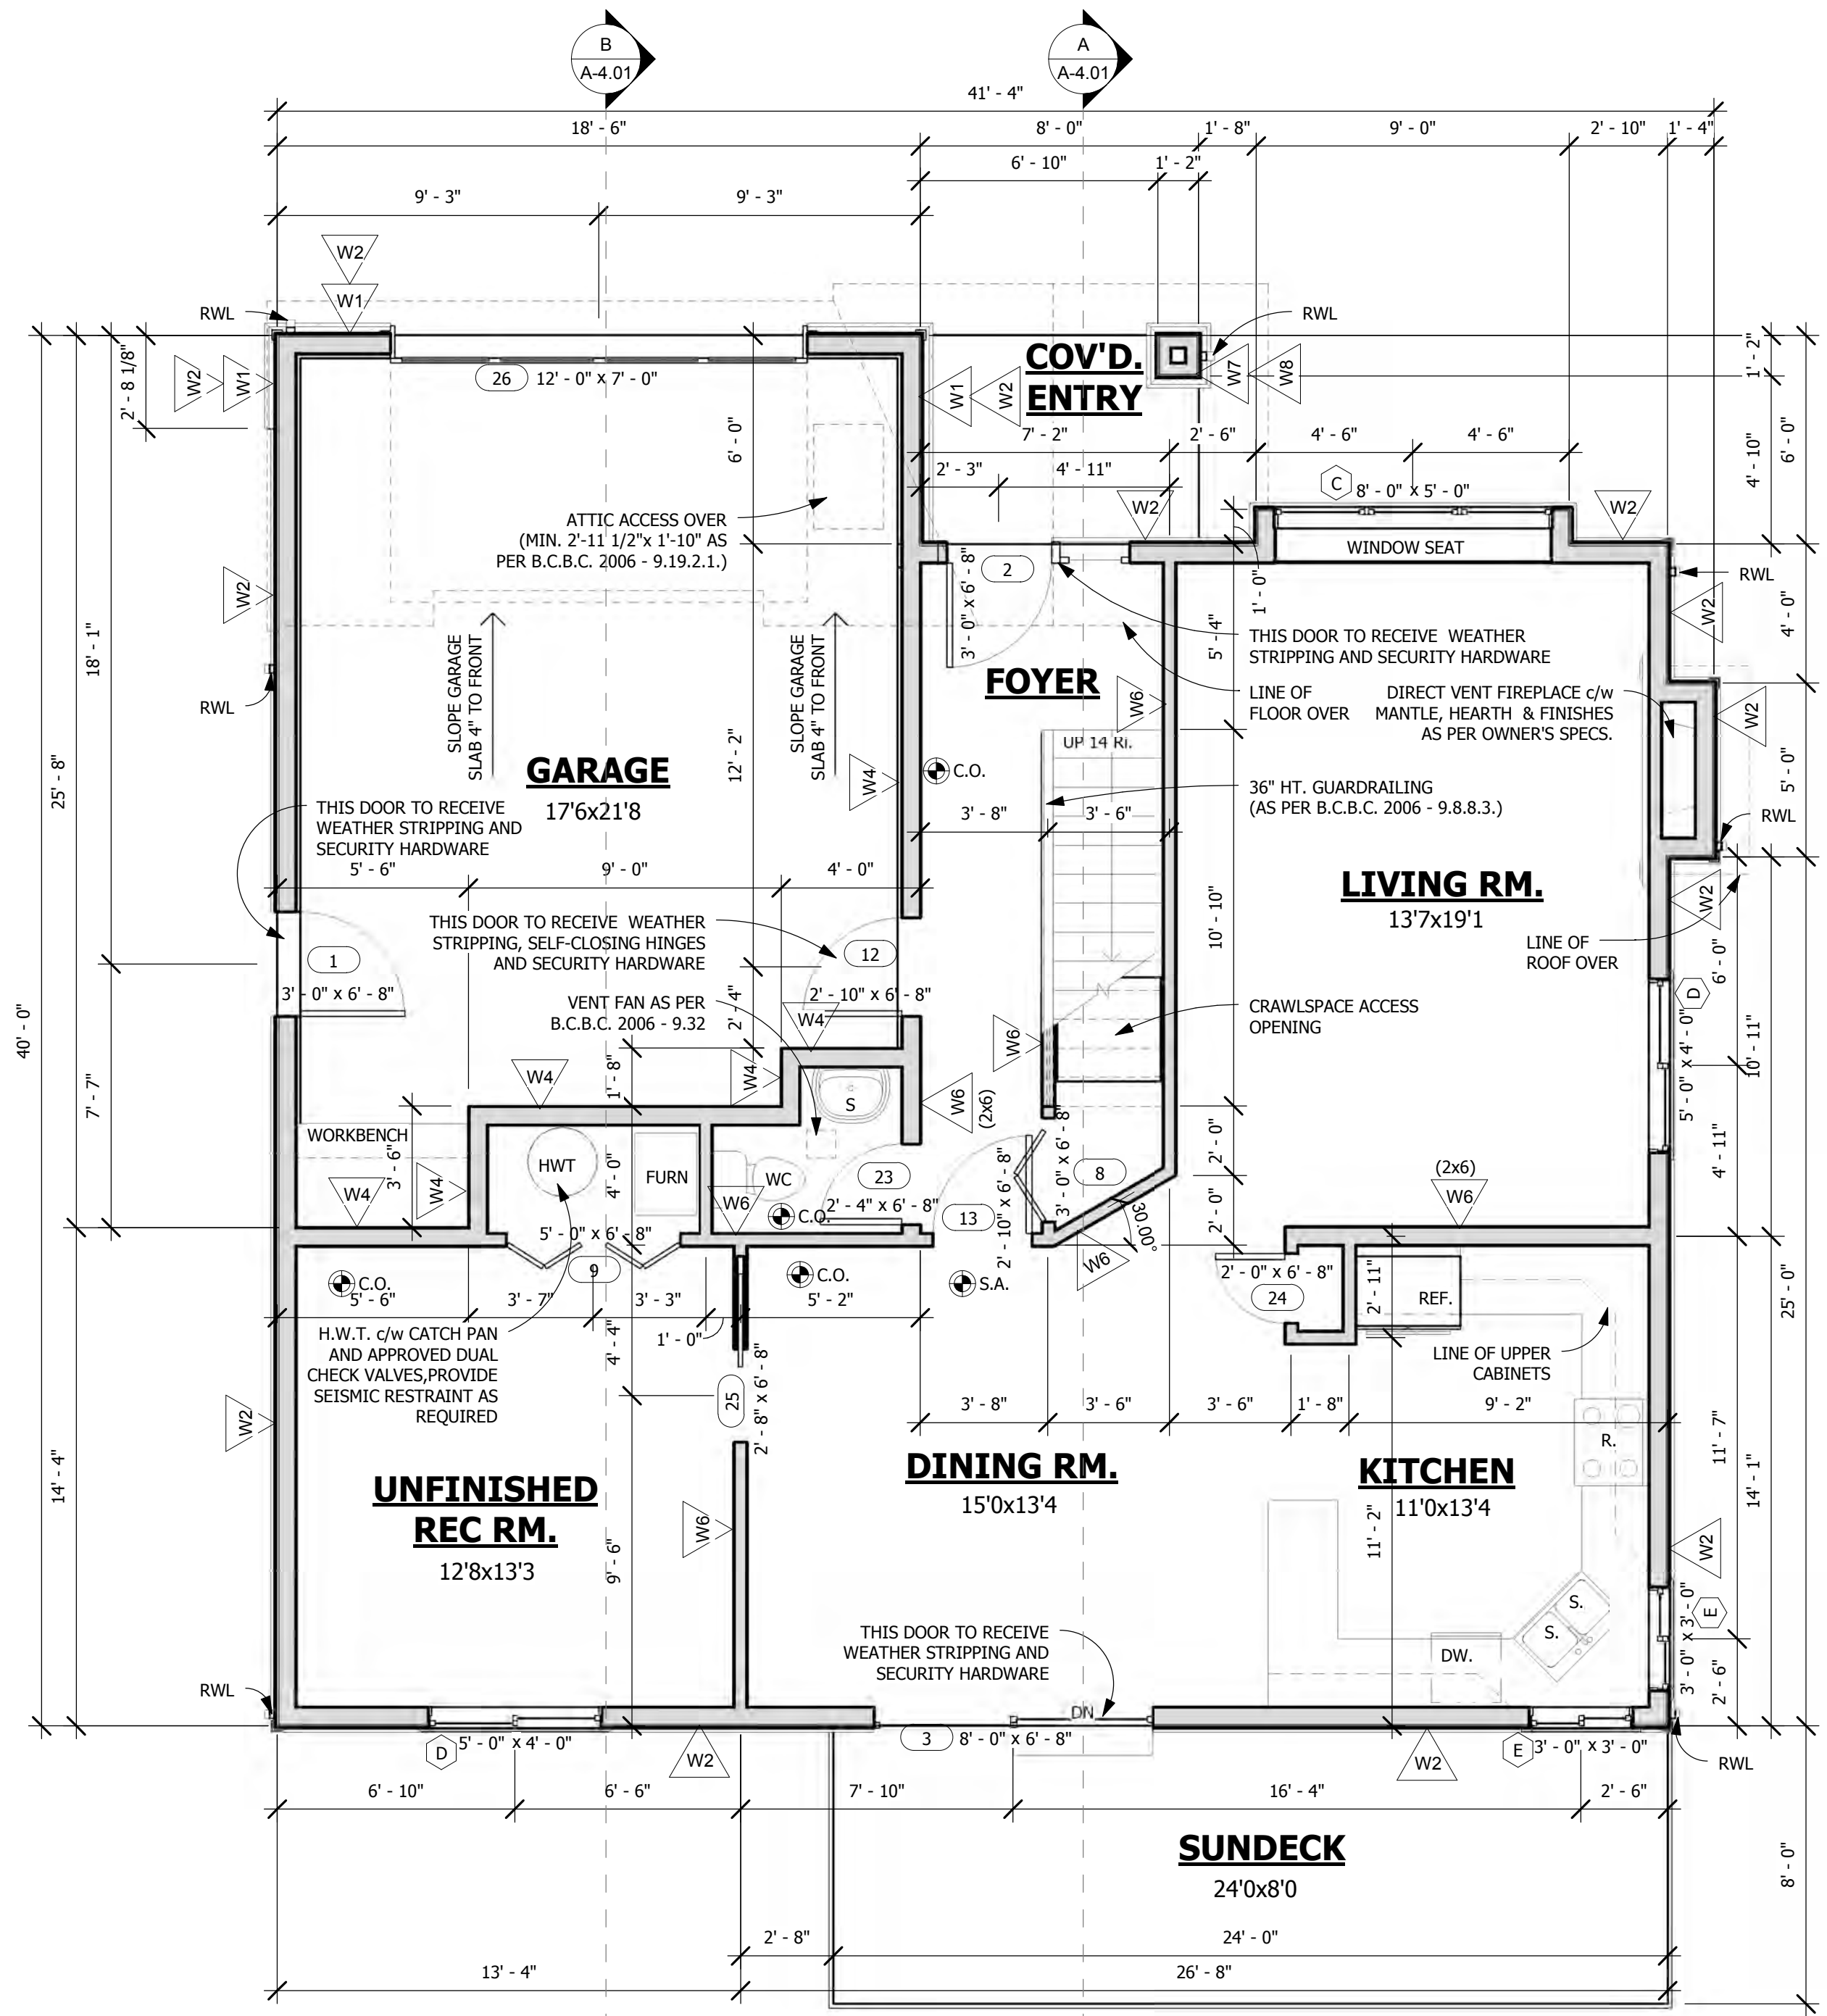 B
A-4.01
A
A-4.01
41' - 4"
18' - 6"
8' - 0"
1' - 8"
9' - 0"
2' - 10"
1' - 4"
6' - 10"
1' - 2"
9' - 3"
9' - 3"
W2
W1
RWL
RWL
2' - 8 1/8"
W2
W1
26
12' - 0" x 7' - 0"
COV'D.
ENTRY
W1
W2
W7
W8
1' - 2"
4' - 10"
6' - 0"
6' - 0"
7' - 2"
2' - 6"
4' - 6"
4' - 6"
2' - 3"
4' - 11"
C
8' - 0" x 5' - 0"
W2
W2
ATTIC ACCESS OVER
(MIN. 2'-11 1/2"x 1'-10" AS
PER B.C.B.C. 2006 - 9.19.2.1.)
WINDOW SEAT
2
3' - 0" x 6' - 8"
1' - 0"
RWL
W2
W2
4' - 0"
18' - 1"
25' - 8"
40' - 0"
7' - 7"
14' - 4"
SLOPE GARAGE
SLAB 4" TO FRONT
SLOPE GARAGE
SLAB 4" TO FRONT
5' - 4"
THIS DOOR TO RECEIVE WEATHER
STRIPPING AND SECURITY HARDWARE
FOYER
W6
LINE OF
FLOOR OVER
DIRECT VENT FIREPLACE c/w
MANTLE, HEARTH & FINISHES
AS PER OWNER'S SPECS.
W2
RWL
UP 14 RI.
GARAGE
17'6x21'8
12' - 2"
W4
C.O.
36" HT. GUARDRAILING
(AS PER B.C.B.C. 2006 - 9.8.8.3.)
5' - 0"
RWL
THIS DOOR TO RECEIVE
WEATHER STRIPPING AND
SECURITY HARDWARE
3' - 8"
3' - 6"
5' - 6"
9' - 0"
4' - 0"
LIVING RM.
13'7x19'1
W2
10' - 10"
THIS DOOR TO RECEIVE WEATHER
STRIPPING, SELF-CLOSING HINGES
AND SECURITY HARDWARE
LINE OF
ROOF OVER
6' - 0"
1
3' - 0" x 6' - 8"
12
2' - 10" x 6' - 8"
D
5' - 0" x 4' - 0"
VENT FAN AS PER
B.C.B.C. 2006 - 9.32
2' - 4"
W4
CRAWLSPACE ACCESS
OPENING
W6
10' - 11"
1' - 8"
W4
W4
S
W6
(2x6)
WORKBENCH
3' - 6"
W4
W4
HWT
4' - 0"
FURN
WC
W6
C.O.
23
2' - 4" x 6' - 8"
13
2' - 10" x 6' - 8"
3' - 0" x 6' - 8"
8
30.00°
W6
2' - 0"
2' - 0"
(2x6)
W6
4' - 11"
5' - 0" x 6' - 8"
9
C.O.
C.O.
S.A.
5' - 6"
3' - 7"
3' - 3"
5' - 2"
1' - 0"
2' - 0" x 6' - 8"
24
2' - 11"
REF.
25' - 0"
H.W.T. c/w CATCH PAN
AND APPROVED DUAL
CHECK VALVES,PROVIDE
SEISMIC RESTRAINT AS
REQUIRED
4' - 4"
25
2' - 8" x 6' - 8"
LINE OF UPPER
CABINETS
W2
3' - 8"
3' - 6"
3' - 6"
1' - 8"
9' - 2"
R.
11' - 7"
14' - 1"
UNFINISHED
REC RM.
12'8x13'3
DINING RM.
15'0x13'4
KITCHEN
11'0x13'4
W6
9' - 6"
11' - 2"
W2
S.
S.
DW.
E
3' - 0" x 3' - 0"
2' - 6"
THIS DOOR TO RECEIVE
WEATHER STRIPPING AND
SECURITY HARDWARE
RWL
DN
D
5' - 0" x 4' - 0"
W2
3
8' - 0" x 6' - 8"
W2
E
3' - 0" x 3' - 0"
RWL
6' - 10"
6' - 6"
7' - 10"
16' - 4"
2' - 6"
SUNDECK
24'0x8'0
8' - 0"
2' - 8"
24' - 0"
13' - 4"
26' - 8"